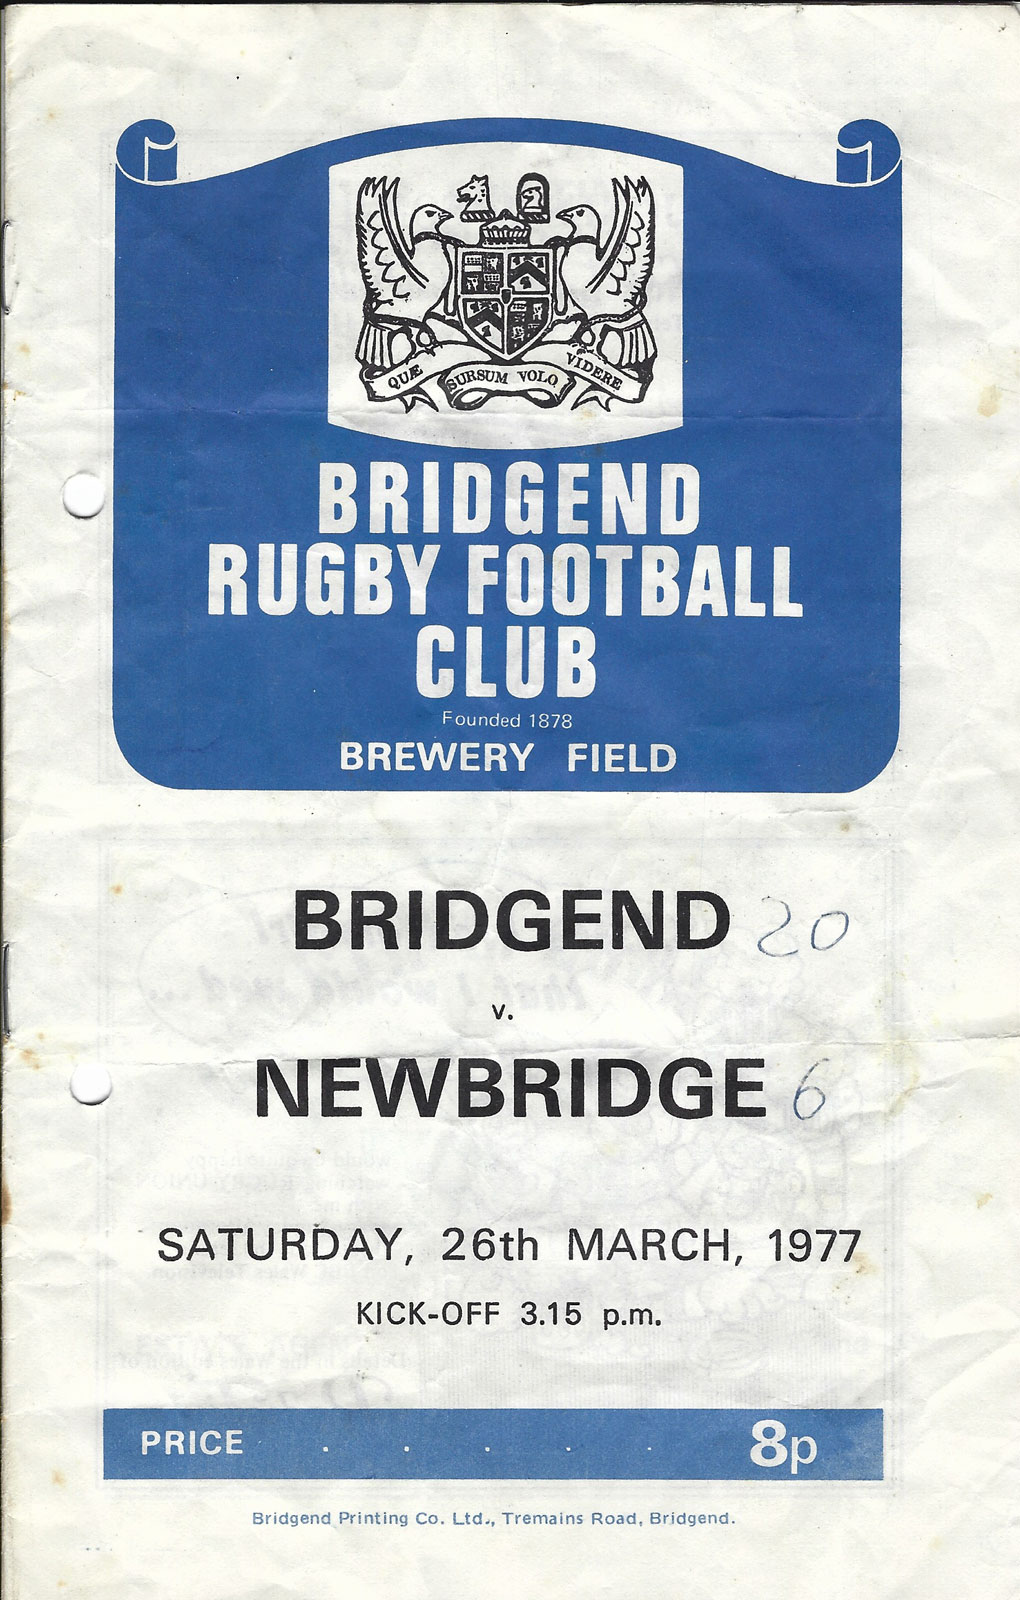 QUÆ SURSUM VOLO VIDERE
BRIDGEND
RUGBY FOOTBALL
CLUB
Founded 1878
BREWERY FIELD
BRIDGEND 20
v.
NEWBRIDGE 6
SATURDAY, 26th MARCH, 1977
KICK-OFF 3.15 p.m.
PRICE . . . . . 8p
Bridgend Printing Co. Ltd., Tremains Road, Bridgend.